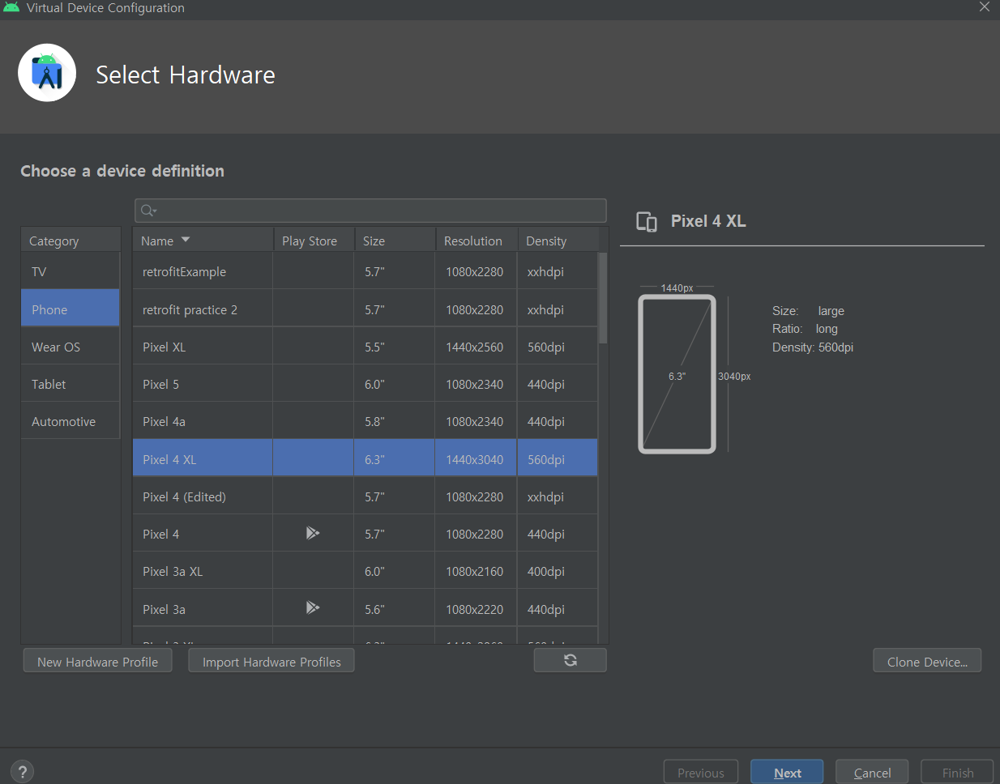 Virtual Device Configuration
Select Hardware
Choose a device definition
Category
TV
Phone
Wear OS
Tablet
Automotive
Name Play Store Size Resolution Density
retrofitExample 5.7" 1080x2280 xxhdpi
retrofit practice 2 5.7" 1080x2280 xxhdpi
Pixel XL 5.5" 1440x2560 560dpi
Pixel 5 6.0" 1080x2340 440dpi
Pixel 4a 5.8" 1080x2340 440dpi
Pixel 4 XL 6.3" 1440x3040 560dpi
Pixel 4 (Edited) 5.7" 1080x2280 xxhdpi
Pixel 4 5.7" 1080x2280 440dpi
Pixel 3a XL 6.0" 1080x2160 400dpi
Pixel 3a 5.6" 1080x2220 440dpi
Pixel 4 XL
1440px
6.3"
3040px
Size: large
Ratio: long
Density: 560dpi
New Hardware Profile
Import Hardware Profiles
Clone Device...
?
Previous
Next
Cancel
Finish